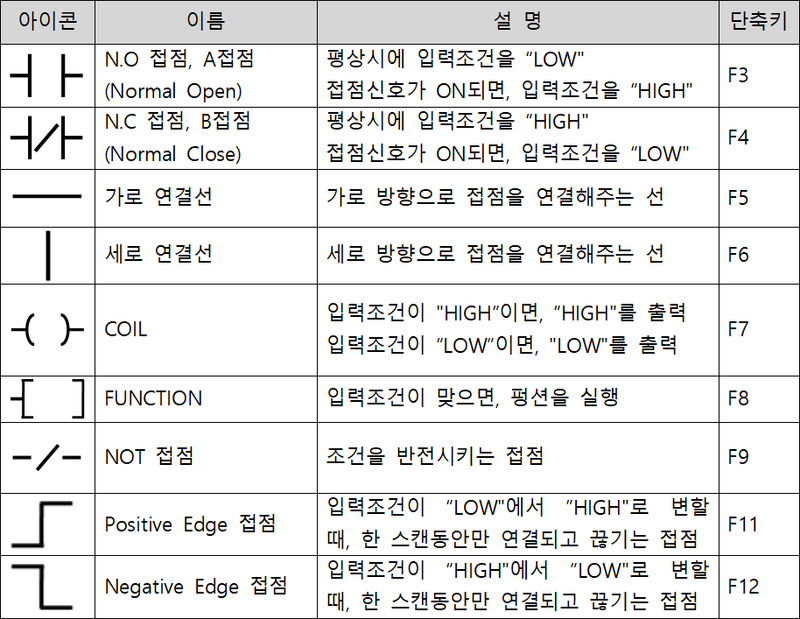 아이콘 이름 설 명 단축키
N.O 접점, A접점
(Normal Open)
평상시에 입력조건을 “LOW"
접점신호가 ON되면, 입력조건을 “HIGH"
F3
N.C 접점, B접점
(Normal Close)
평상시에 입력조건을 “HIGH"
접점신호가 ON되면, 입력조건을 “LOW"
F4
가로 연결선
가로 방향으로 접점을 연결해주는 선
F5
세로 연결선
세로 방향으로 접점을 연결해주는 선
F6
COIL
입력조건이 "HIGH“이면, ”HIGH"를 출력
입력조건이 “LOW”이면, "LOW"를 출력
F7
FUNCTION
입력조건이 맞으면, 펑션을 실행
F8
NOT 접점
조건을 반전시키는 접점
F9
Positive Edge 접점
입력조건이 “LOW"에서 ”HIGH"로 변할
때, 한 스캔동안만 연결되고 끊기는 접점
F11
Negative Edge 접점
입력조건이 “HIGH"에서 ”LOW"로 변할
때, 한 스캔동안만 연결되고 끊기는 접점
F12